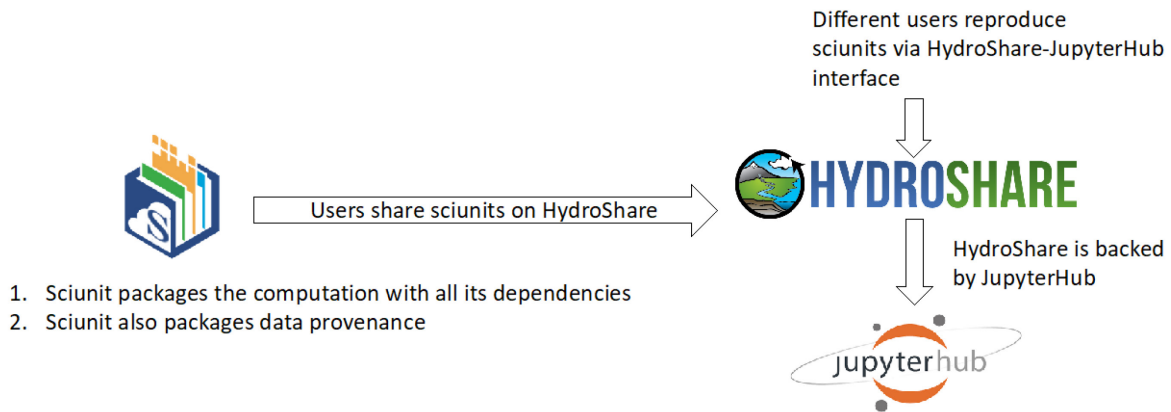 Different users reproduce
sciunits via HydroShare-JupyterHub
interface
HYDROSHARE
S
Users share sciunits on HydroShare
HydroShare is backed
by JupyterHub
1. Sciunit packages the computation with all its dependencies
2. Sciunit also packages data provenance
jupyterhub